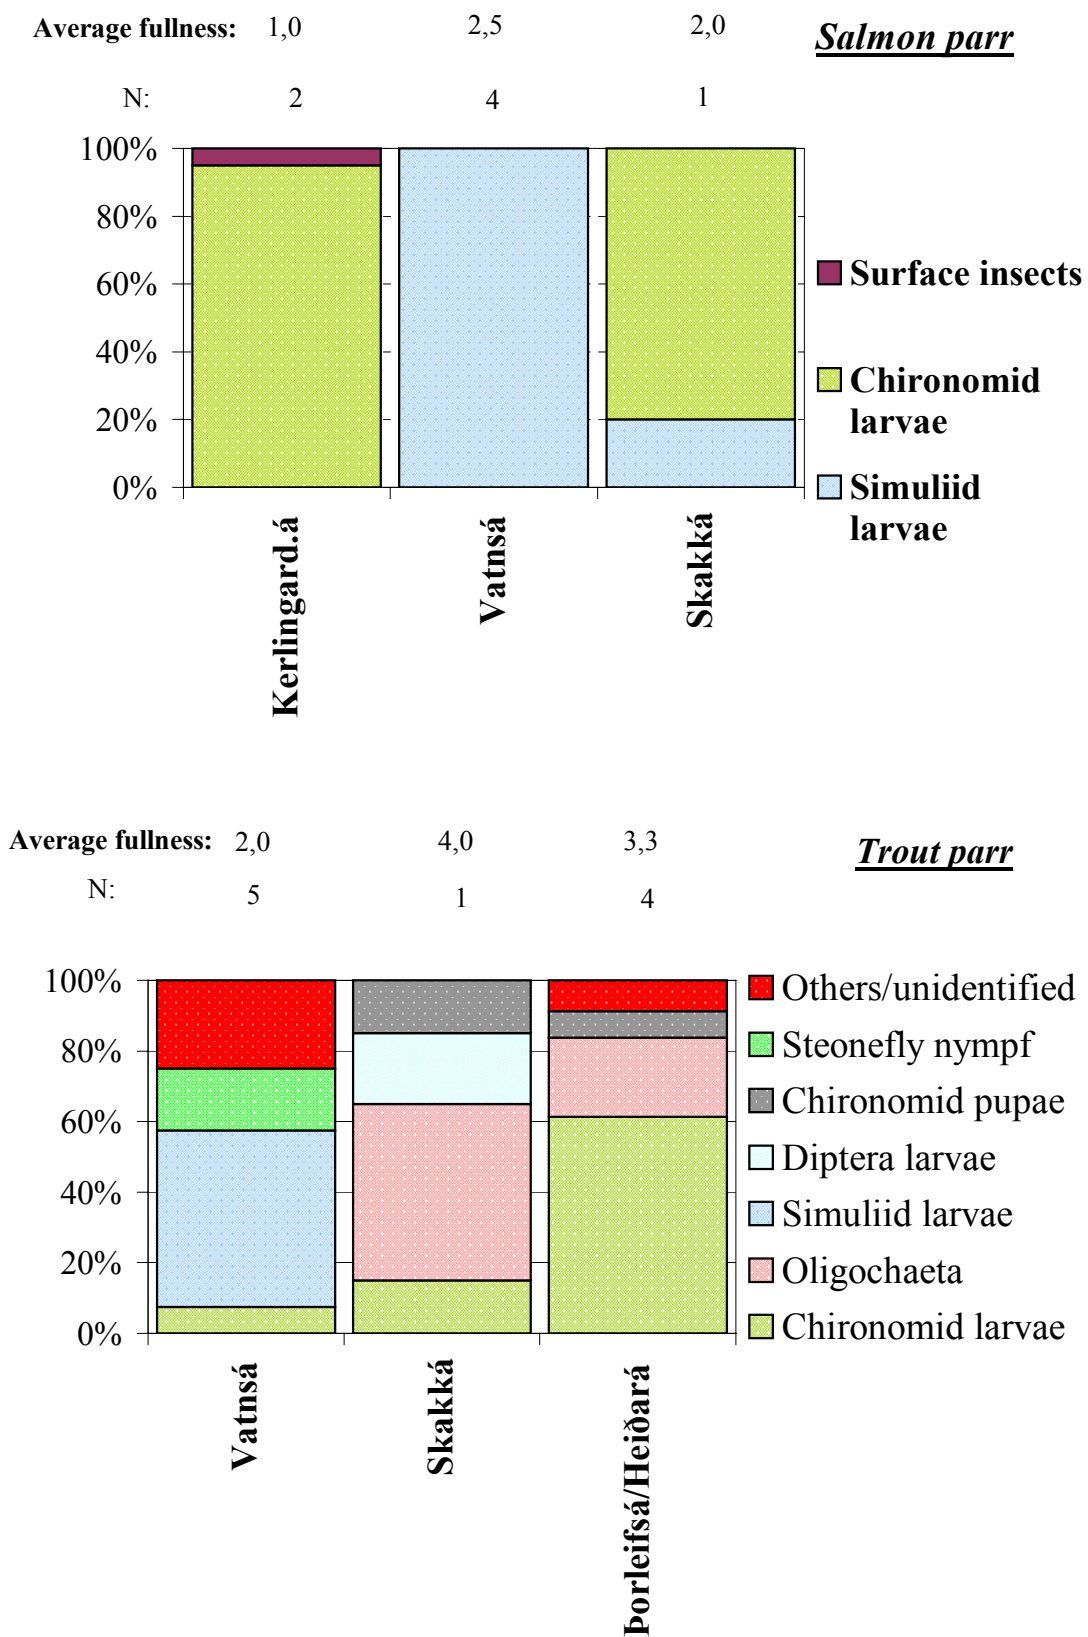 Average fullness: 1,0 2,5 2,0 Salmon parr
N: 2 4 1
100%
80%
60%
40%
20%
0%
Surface insects
Chironomid
larvae
Simuliid
larvae
Kerlingard.á
Vatnsá
Skakká
Average fullness: 2,0 4,0 3,3 Trout parr
N: 5 1 4
100%
80%
60%
40%
20%
0%
Others/unidentified
Steonefly nympf
Chironomid pupae
Diptera larvae
Simuliid larvae
Oligochaeta
Chironomid larvae
Vatnsá
Skakká
Þorleifsá/Heiðará